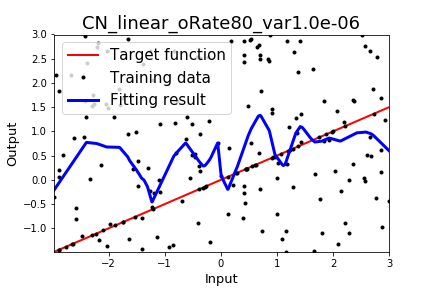 CN_linear_oRate80_var1.0e-06
3.0
2.5
2.0
1.5
1.0
0.5
0.0
−0.5
−1.0
Output
Target function
Training data
Fitting result
−2
−1
0
1
2
3
Input